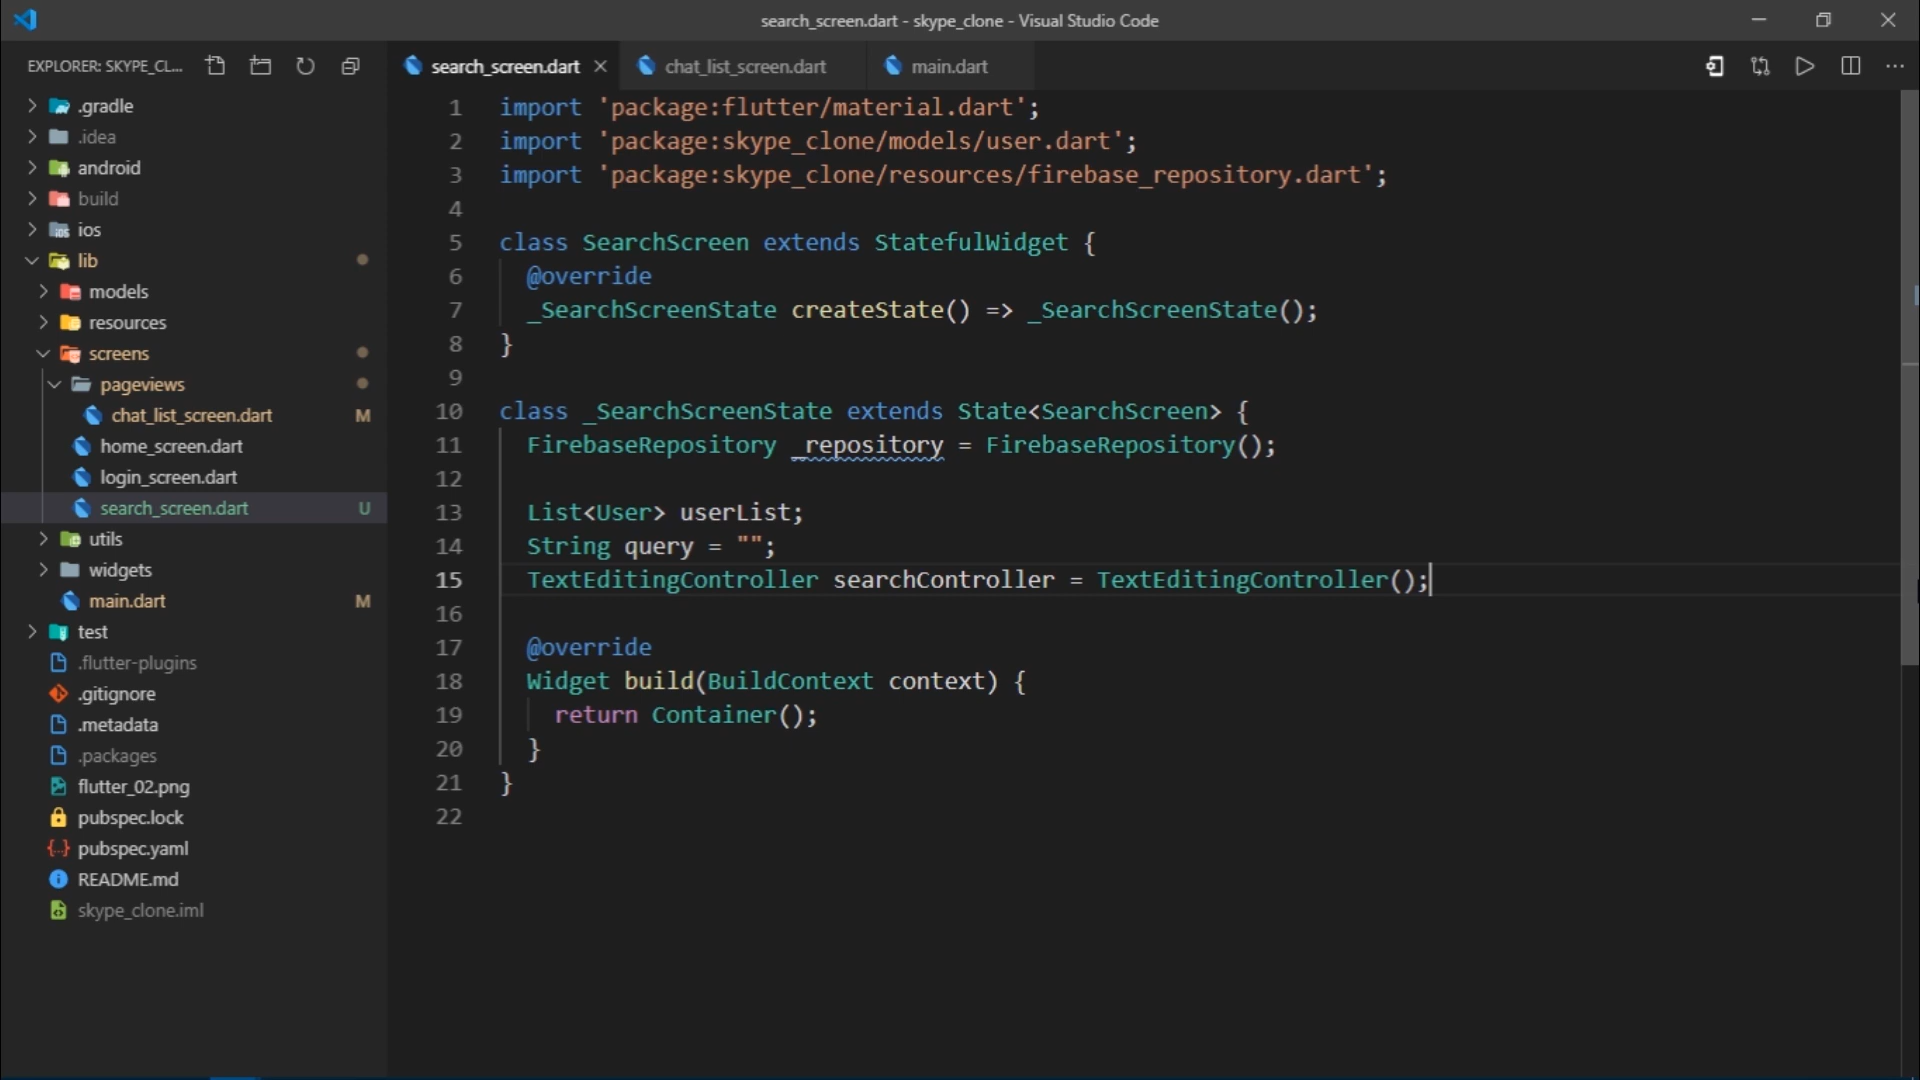 search_screen.dart - skype_clone - Visual Studio Code
EXPLORER: SKYPE_CL...
search_screen.dart
chat_list_screen.dart
main.dart
.gradle
.idea
android
build
ios
lib
models
resources
screens
pageviews
chat_list_screen.dart M
home_screen.dart
login_screen.dart
search_screen.dart U
utils
widgets
main.dart M
test
.flutter-plugins
.gitignore
.metadata
.packages
flutter_02.png
pubspec.lock
pubspec.yaml
README.md
skype_clone.iml
1 import 'package:flutter/material.dart';
2 import 'package:skype_clone/models/user.dart';
3 import 'package:skype_clone/resources/firebase_repository.dart';
4
5 class SearchScreen extends StatefulWidget {
6 @override
7 _SearchScreenState createState() => _SearchScreenState();
8 }
9
10 class _SearchScreenState extends State<SearchScreen> {
11 FirebaseRepository _repository = FirebaseRepository();
12
13 List<User> userList;
14 String query = "";
15 TextEditingController searchController = TextEditingController();
16
17 @override
18 Widget build(BuildContext context) {
19 return Container();
20 }
21 }
22